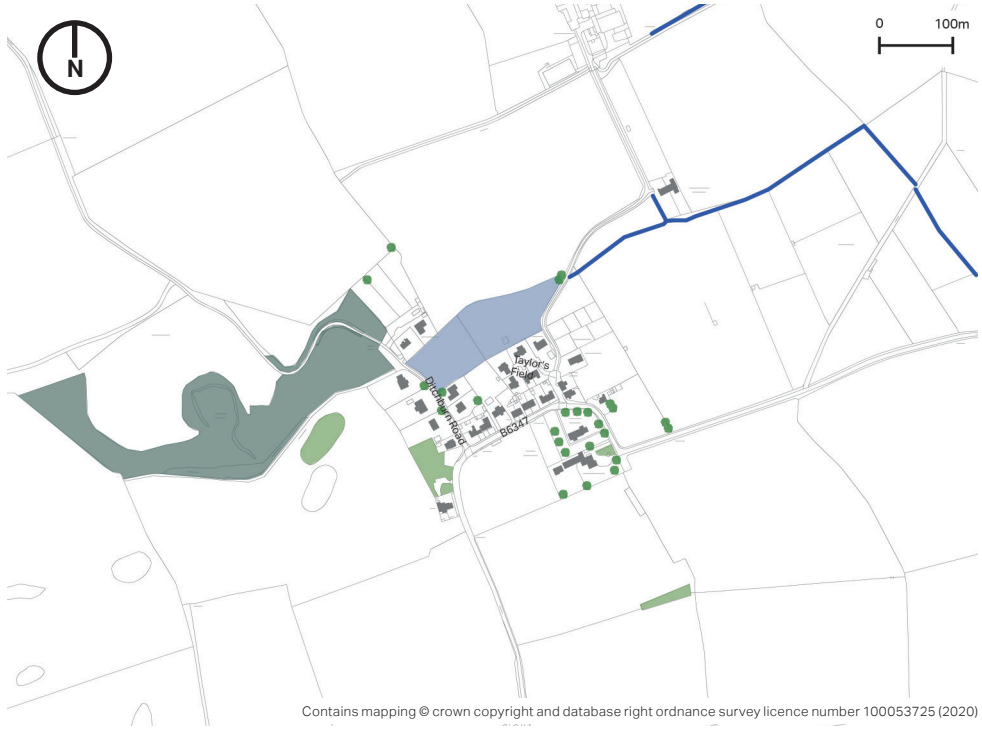 N
0 100m
Taylor's
Field
Ditchburn Road
B6347
Contains mapping © crown copyright and database right ordnance survey licence number 100053725 (2020)